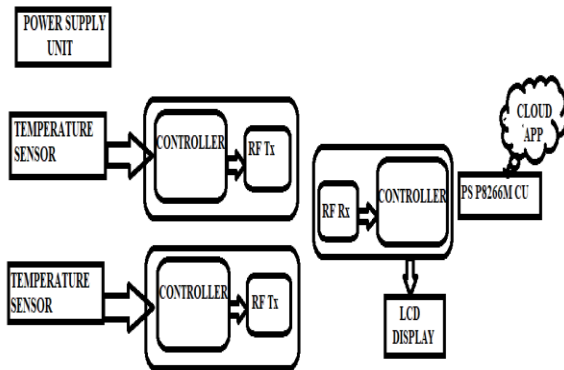 POWER SUPPLY
UNIT
TEMPERATURE
SENSOR
CONTROLLER
RF Tx
CLOUD
APP
RF Rx
CONTROLLER
PS P8266M CU
TEMPERATURE
SENSOR
CONTROLLER
RF Tx
LCD
DISPLAY